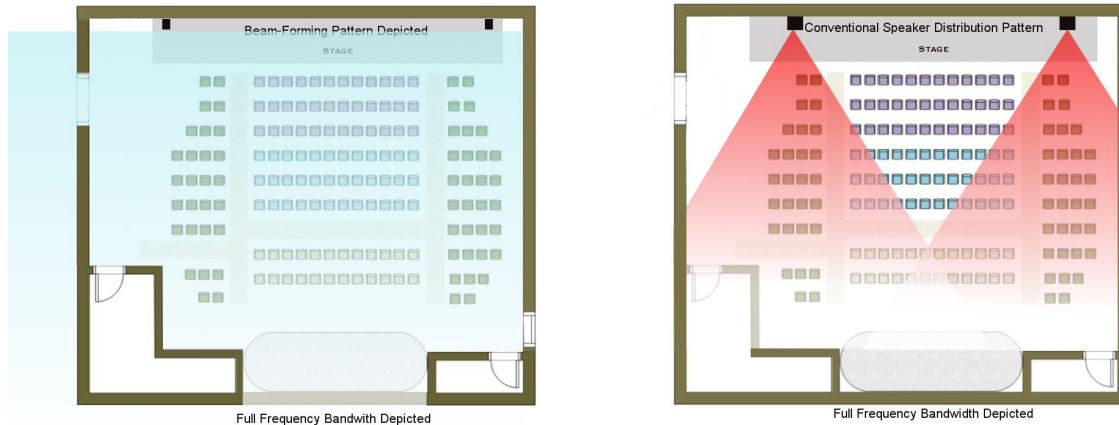 Beam-Forming Pattern Depicted
STAGE
Full Frequency Bandwith Depicted
Conventional Speaker Distribution Pattern
STAGE
Full Frequency Bandwidth Depicted